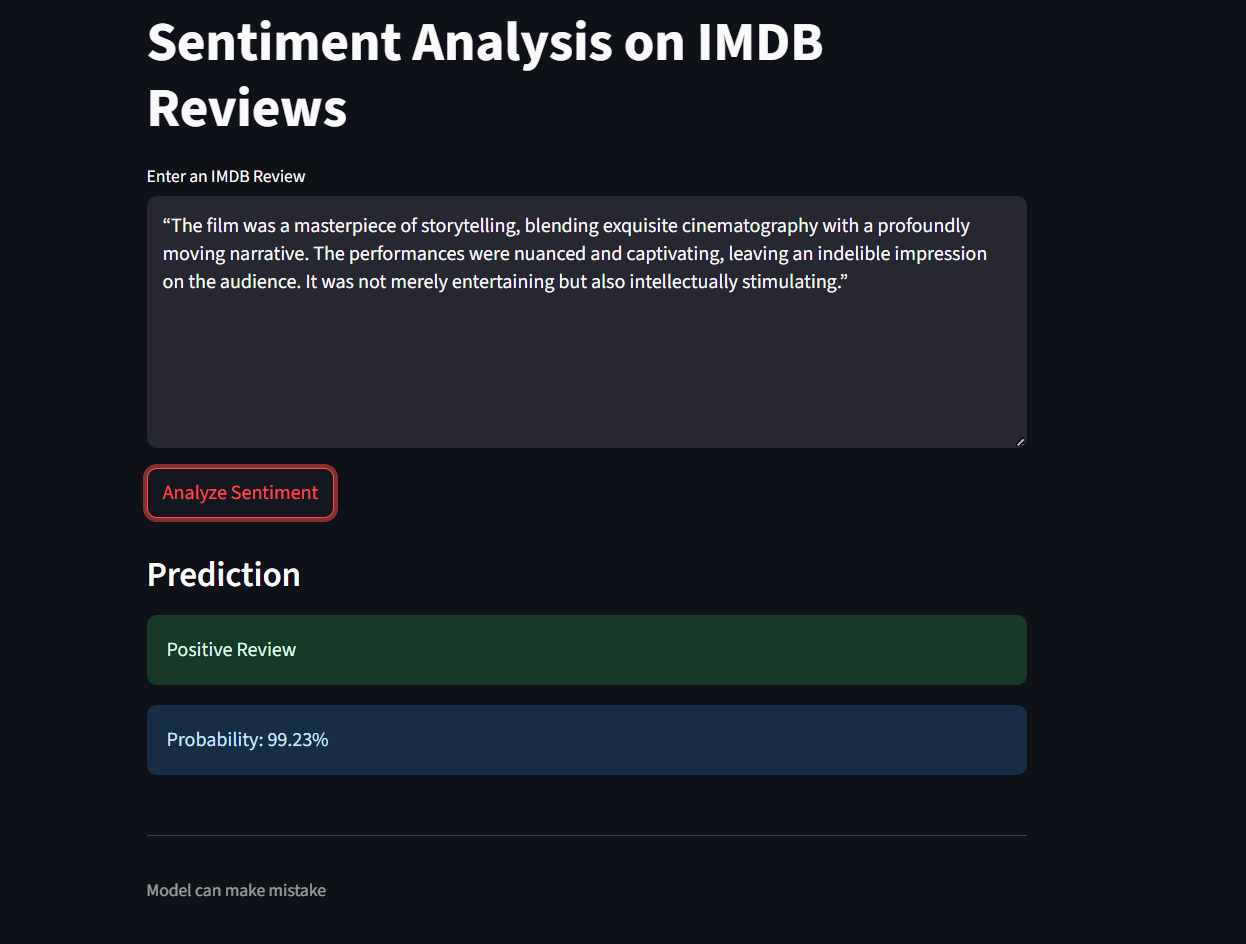 Sentiment Analysis on IMDB
Reviews
Enter an IMDB Review
“The film was a masterpiece of storytelling, blending exquisite cinematography with a profoundly
moving narrative. The performances were nuanced and captivating, leaving an indelible impression
on the audience. It was not merely entertaining but also intellectually stimulating.”
Analyze Sentiment
Prediction
Positive Review
Probability: 99.23%
Model can make mistake